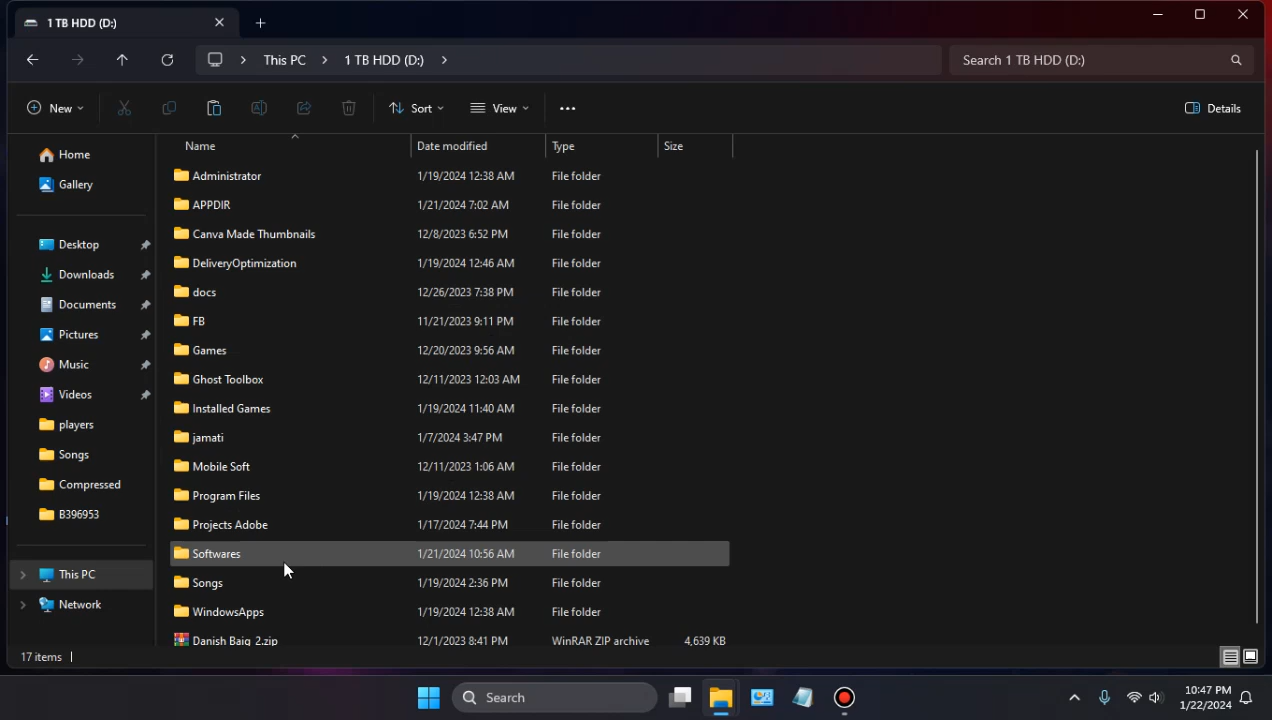 1 TB HDD (D:)
This PC 1 TB HDD (D:) Search 1 TB HDD (D:)
New Sort View Details
Name Date modified Type Size
Home
Gallery
Desktop
Downloads
Documents
Pictures
Music
Videos
players
Songs
Compressed
B396953
This PC
Network
Administrator 1/19/2024 12:38 AM File folder
APPDIR 1/21/2024 7:02 AM File folder
Canva Made Thumbnails 12/8/2023 6:52 PM File folder
DeliveryOptimization 1/19/2024 12:46 AM File folder
docs 12/26/2023 7:38 PM File folder
FB 11/21/2023 9:11 PM File folder
Games 12/20/2023 9:56 AM File folder
Ghost Toolbox 12/11/2023 12:03 AM File folder
Installed Games 1/19/2024 11:40 AM File folder
jamati 1/7/2024 3:47 PM File folder
Mobile Soft 12/11/2023 1:06 AM File folder
Program Files 1/19/2024 12:38 AM File folder
Projects Adobe 1/17/2024 7:44 PM File folder
Softwares 1/21/2024 10:56 AM File folder
Songs 1/19/2024 2:36 PM File folder
WindowsApps 1/19/2024 12:38 AM File folder
Danish Baig 2.zip 12/1/2023 8:41 PM WinRAR ZIP archive 4,639 KB
17 items
Search
10:47 PM
1/22/2024